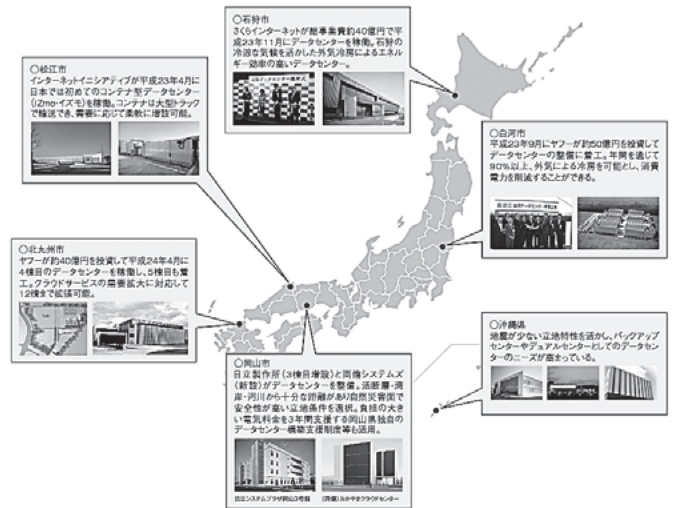 ○石狩市
さくらインターネットが総事業費約40億円で平
成23年11月にデータセンターを稼働。石狩の
冷涼な気候を活かした外気冷房によるエネル
ギー効率の高いデータセンター。
○松江市
インターネットイニシアティブが平成23年4月に
日本では初めてのコンテナ型データセンター
(IZmo・イズモ)を稼働。コンテナは大型トラック
で輸送でき、需要に応じて柔軟に増設可能。
○白河市
平成23年9月にヤフーが約50億円を投資して
データセンターの整備に着工。年間を通じて
90%以上、外気による冷房を可能とし、消費
電力を削減することができる。
○北九州市
ヤフーが約40億円を投資して平成24年4月に
4棟目のデータセンターを稼働し、5棟目も着
工。クラウドサービスの需要拡大に対応して
12棟まで拡張可能。
○岡山市
日立製作所(3棟目増設)と両備システムズ
(新設)がデータセンターを整備。活断層・湾
岸・河川から十分な距離があり自然災害面で
安全性が高い立地条件を選択。負担の大き
い電気料金を3年間支援する岡山県独自の
データセンター構築支援制度等も活用。
日立システムプラザ岡山3号館
(両備)おかやまクラウドセンター
○沖縄県
地震が少ない立地特性を活かし、バックアップ
センターやデュアルセンターとしてのデータセン
ターのニーズが高まっている。